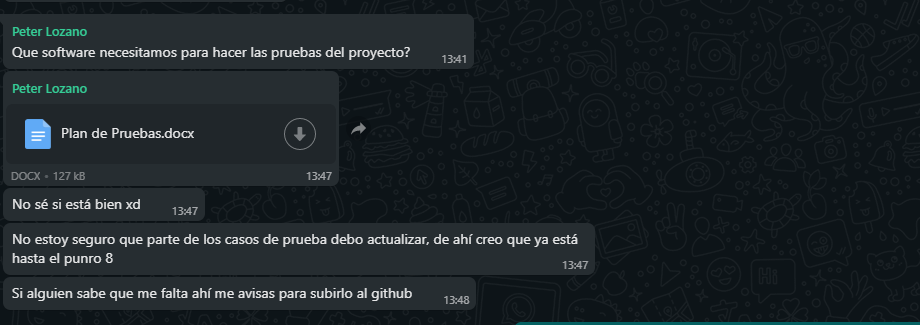 Peter Lozano
Que software necesitamos para hacer las pruebas del proyecto?
13:41
Peter Lozano
Plan de Pruebas.docx
DOCX • 127 kB
13:47
No sé si está bien xd
13:47
No estoy seguro que parte de los casos de prueba debo actualizar, de ahí creo que ya está
hasta el punro 8
13:47
Si alguien sabe que me falta ahí me avisas para subirlo al github
13:48